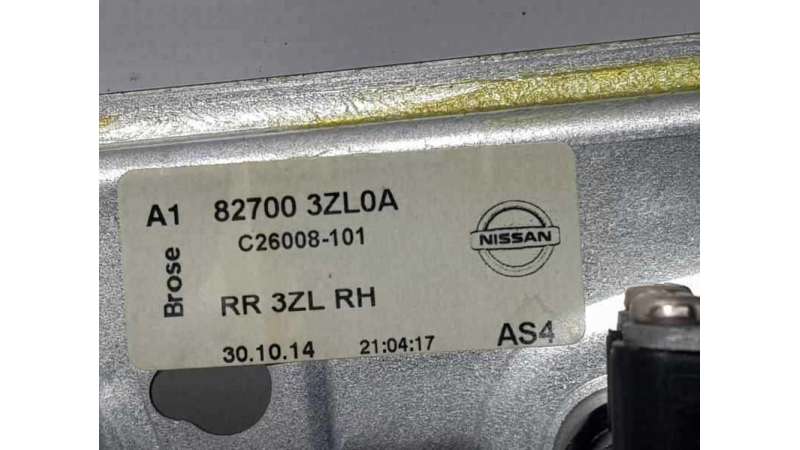 A1 82700 3ZL0A
C26008-101
Brose
NISSAN
RR 3ZL RH
30.10.14 21:04:17 AS4